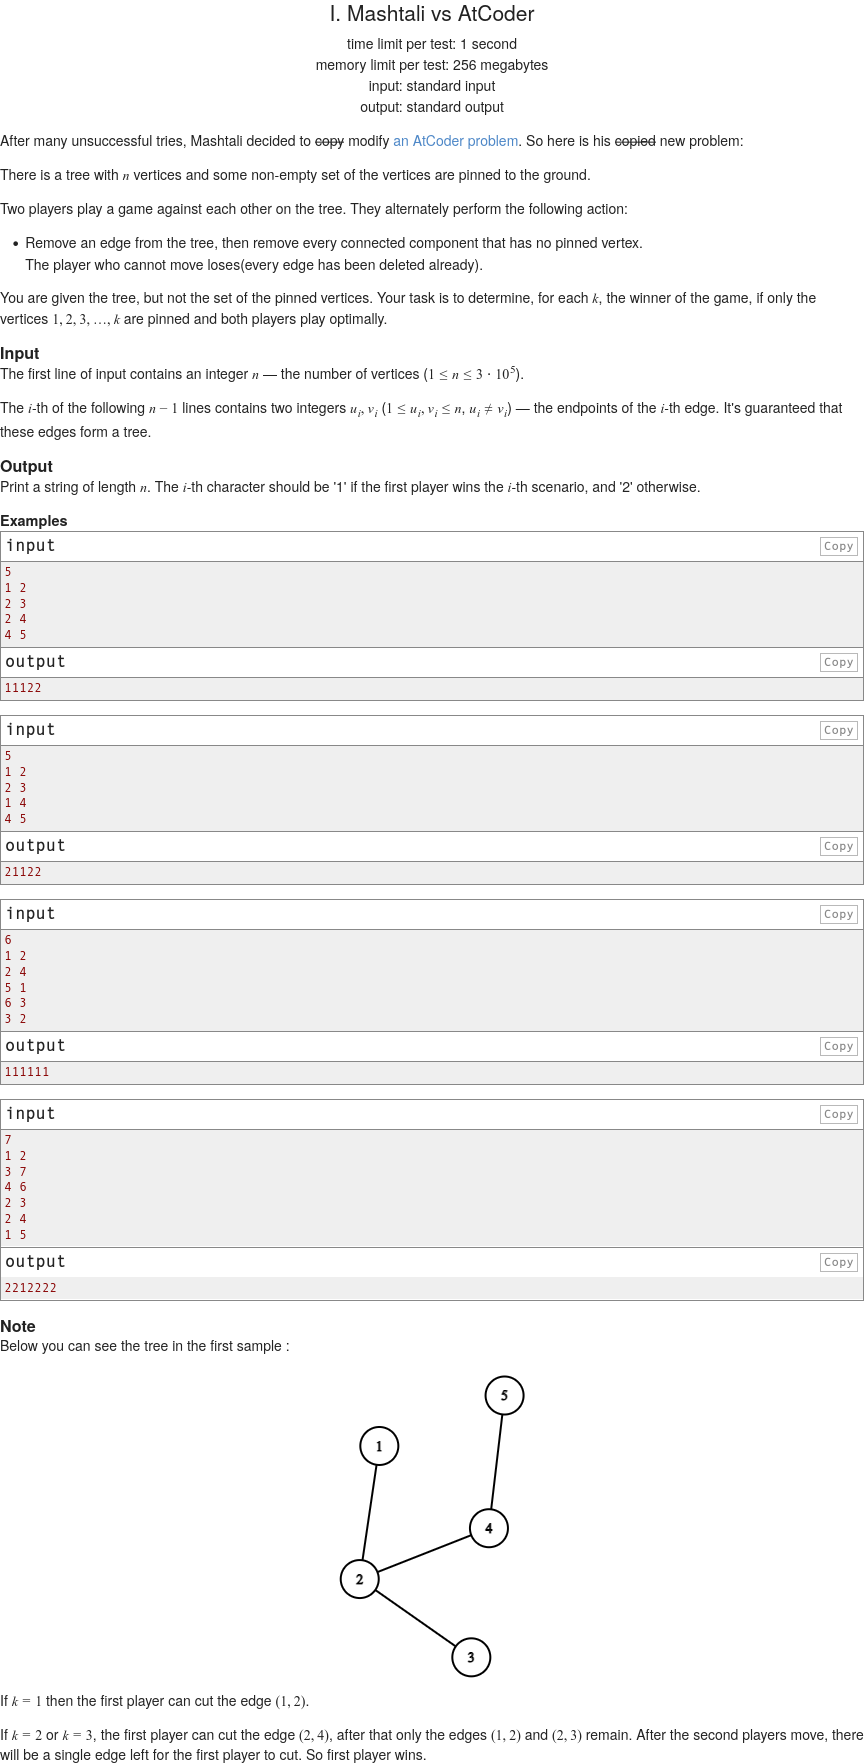 I. Mashtali vs AtCoder
time limit per test: 1 second
memory limit per test: 256 megabytes
input: standard input
output: standard output
After many unsuccessful tries, Mashtali decided to copy modify an AtCoder problem. So here is his copied new problem:
There is a tree with n vertices and some non-empty set of the vertices are pinned to the ground.
Two players play a game against each other on the tree. They alternately perform the following action:
• Remove an edge from the tree, then remove every connected component that has no pinned vertex.
The player who cannot move loses(every edge has been deleted already).
You are given the tree, but not the set of the pinned vertices. Your task is to determine, for each k, the winner of the game, if only the
vertices 1, 2, 3, …, k are pinned and both players play optimally.
Input
The first line of input contains an integer n — the number of vertices (1 ≤ n ≤ 3 · 10⁵).
The i-th of the following n − 1 lines contains two integers uᵢ, vᵢ (1 ≤ uᵢ, vᵢ ≤ n, uᵢ ≠ vᵢ) — the endpoints of the i-th edge. It's guaranteed that
these edges form a tree.
Output
Print a string of length n. The i-th character should be '1' if the first player wins the i-th scenario, and '2' otherwise.
Examples
input Copy
5
1 2
2 3
2 4
4 5
output Copy
11122
input Copy
5
1 2
2 3
1 4
4 5
output Copy
21122
input Copy
6
1 2
2 4
5 1
6 3
3 2
output Copy
111111
input Copy
7
1 2
3 7
4 6
2 3
2 4
1 5
output Copy
2212222
Note
Below you can see the tree in the first sample :
5
1
4
2
3
If k = 1 then the first player can cut the edge (1, 2).
If k = 2 or k = 3, the first player can cut the edge (2, 4), after that only the edges (1, 2) and (2, 3) remain. After the second players move, there
will be a single edge left for the first player to cut. So first player wins.